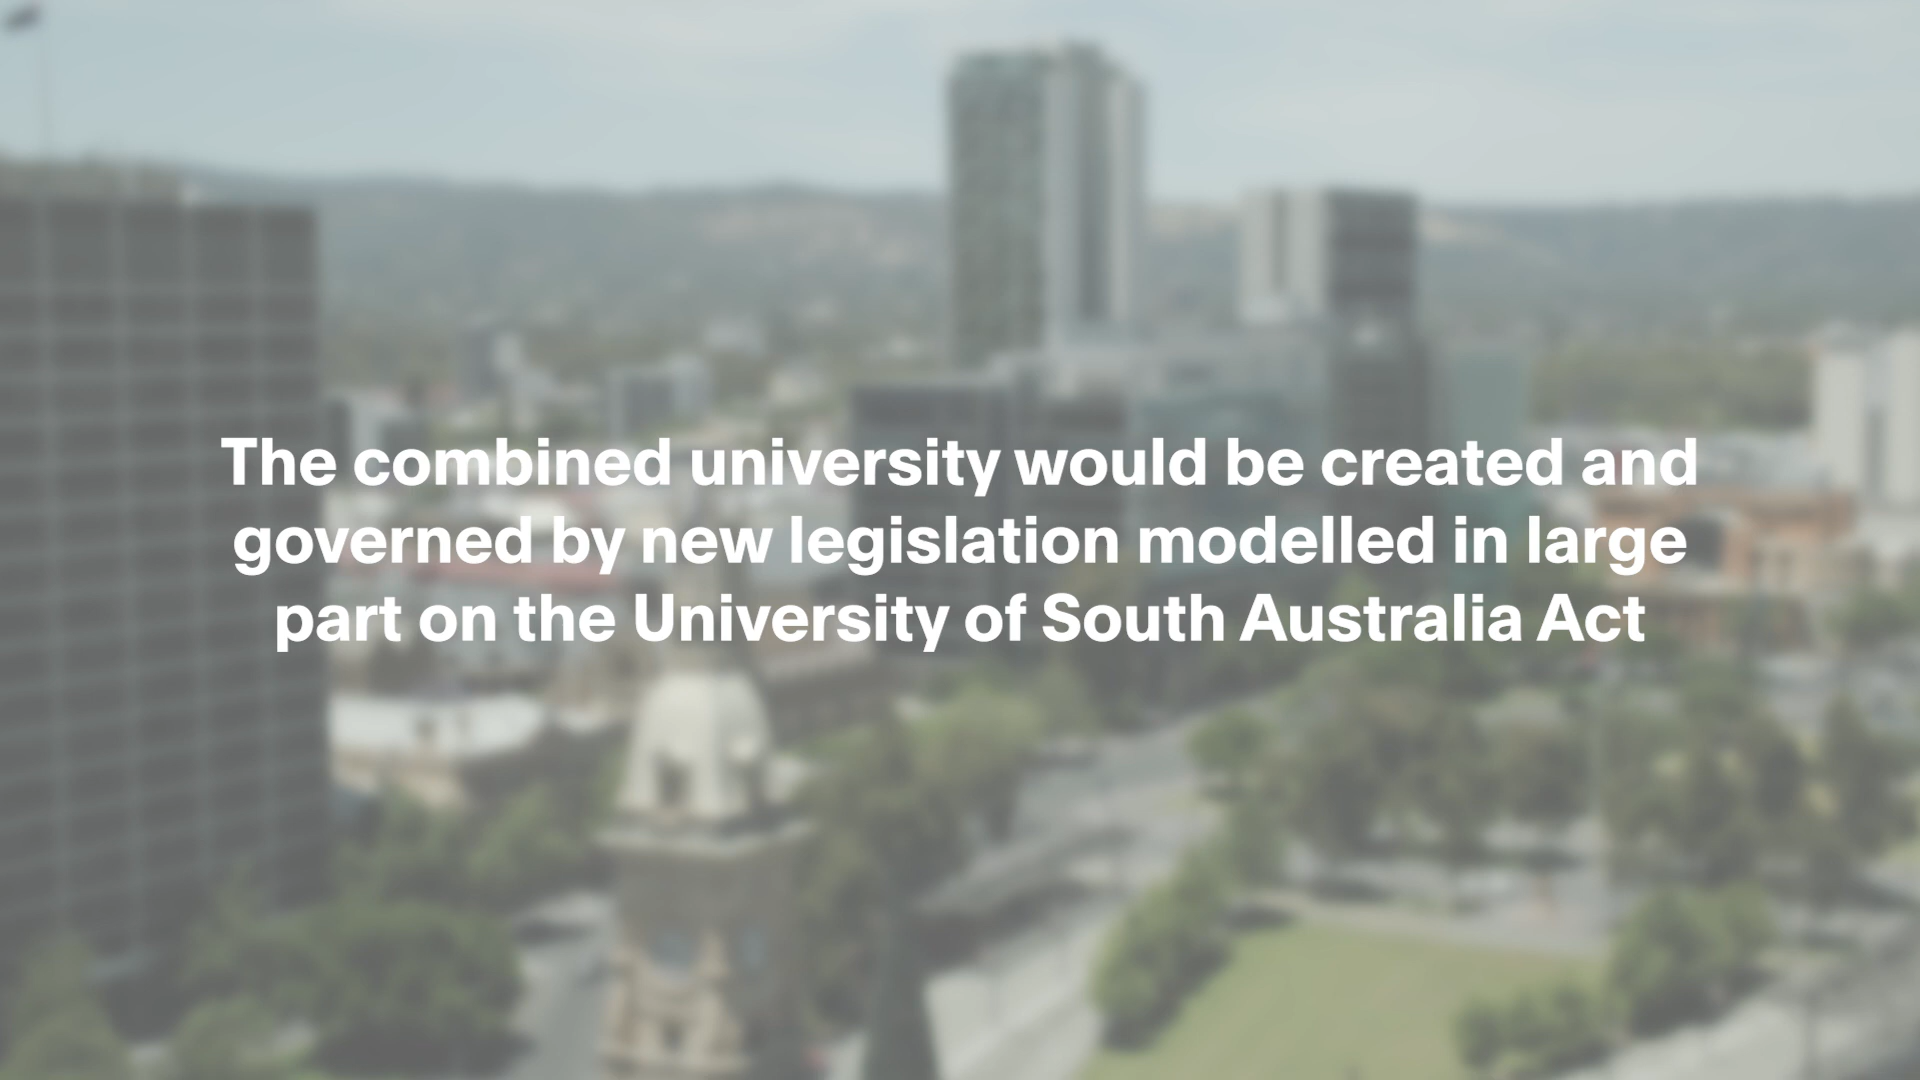 The combined university would be created and
governed by new legislation modelled in large
part on the University of South Australia Act